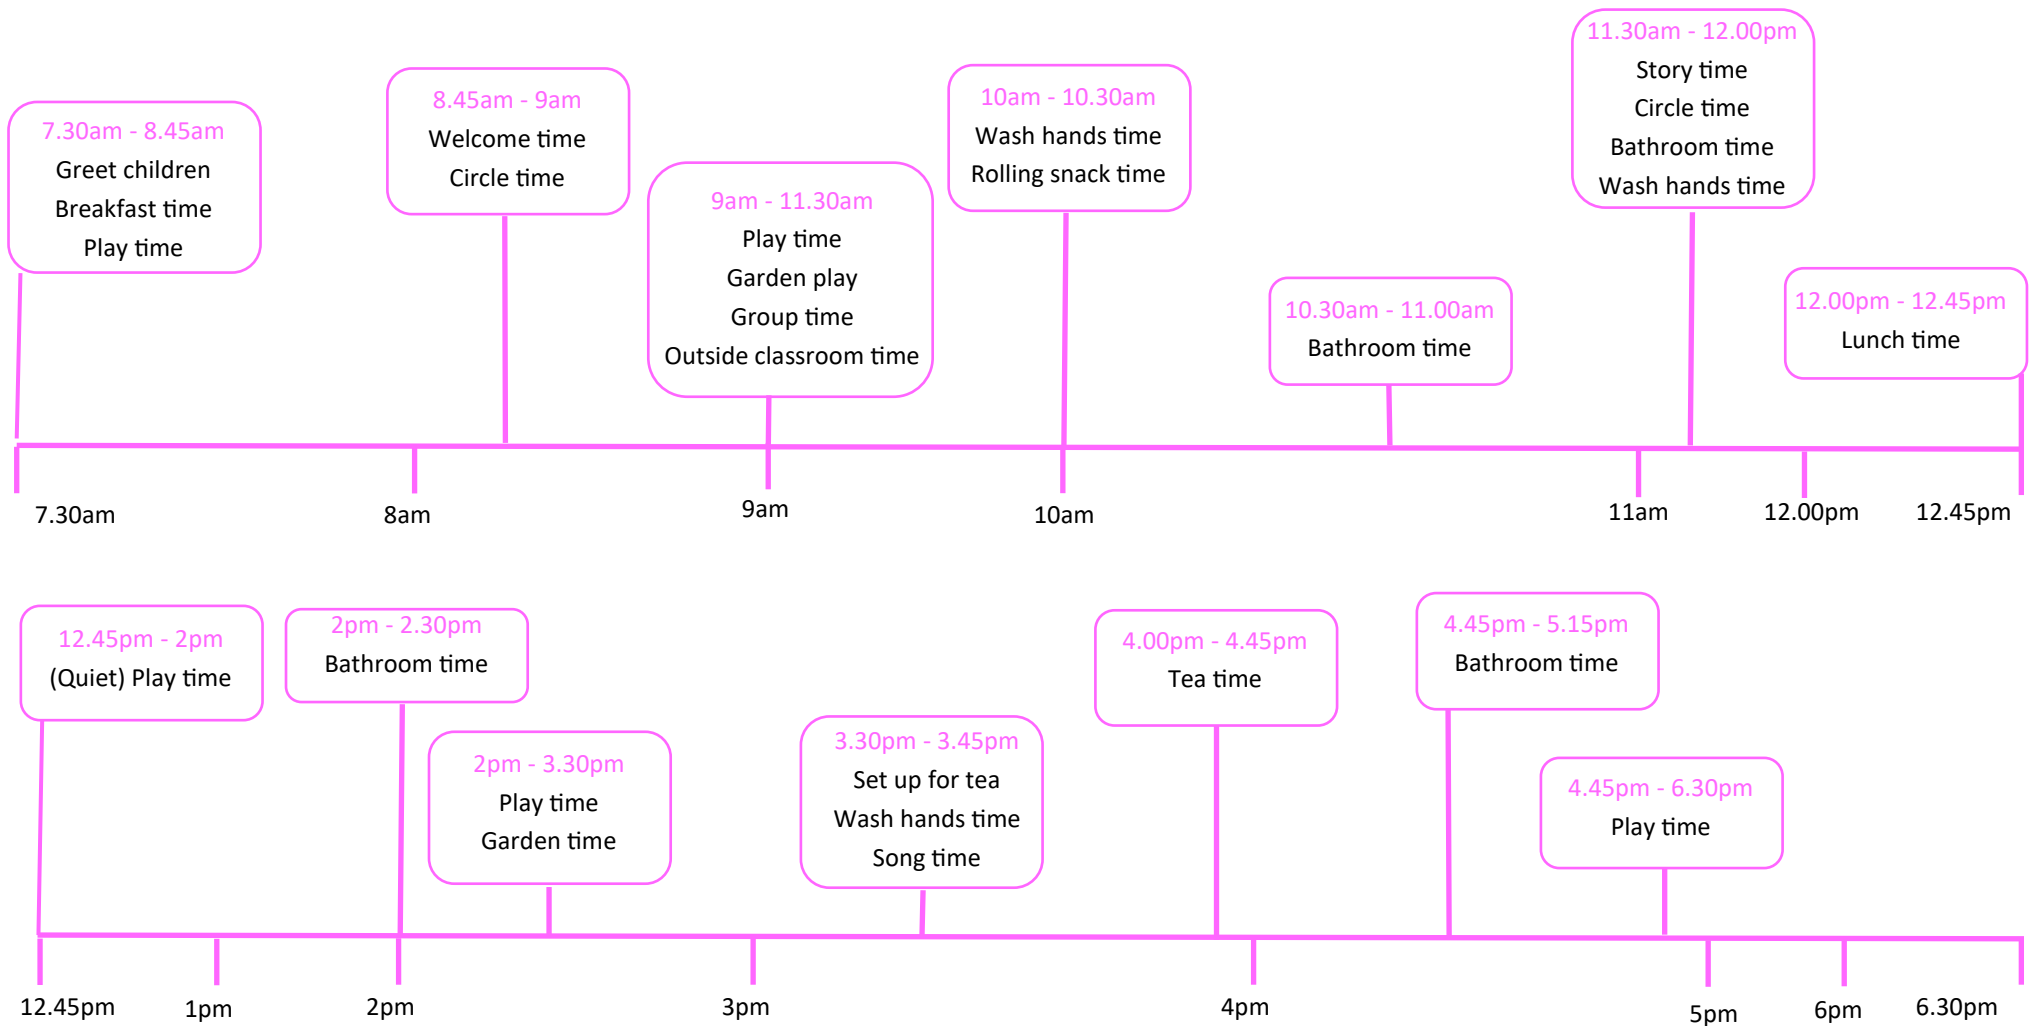 7.30am - 8.45am
Greet children
Breakfast time
Play time
8.45am - 9am
Welcome time
Circle time
9am - 11.30am
Play time
Garden play
Group time
Outside classroom time
10am - 10.30am
Wash hands time
Rolling snack time
10.30am - 11.00am
Bathroom time
11.30am - 12.00pm
Story time
Circle time
Bathroom time
Wash hands time
12.00pm - 12.45pm
Lunch time
7.30am
8am
9am
10am
11am
12.00pm
12.45pm
12.45pm - 2pm
(Quiet) Play time
2pm - 2.30pm
Bathroom time
2pm - 3.30pm
Play time
Garden time
3.30pm - 3.45pm
Set up for tea
Wash hands time
Song time
4.00pm - 4.45pm
Tea time
4.45pm - 5.15pm
Bathroom time
4.45pm - 6.30pm
Play time
12.45pm
1pm
2pm
3pm
4pm
5pm
6pm
6.30pm